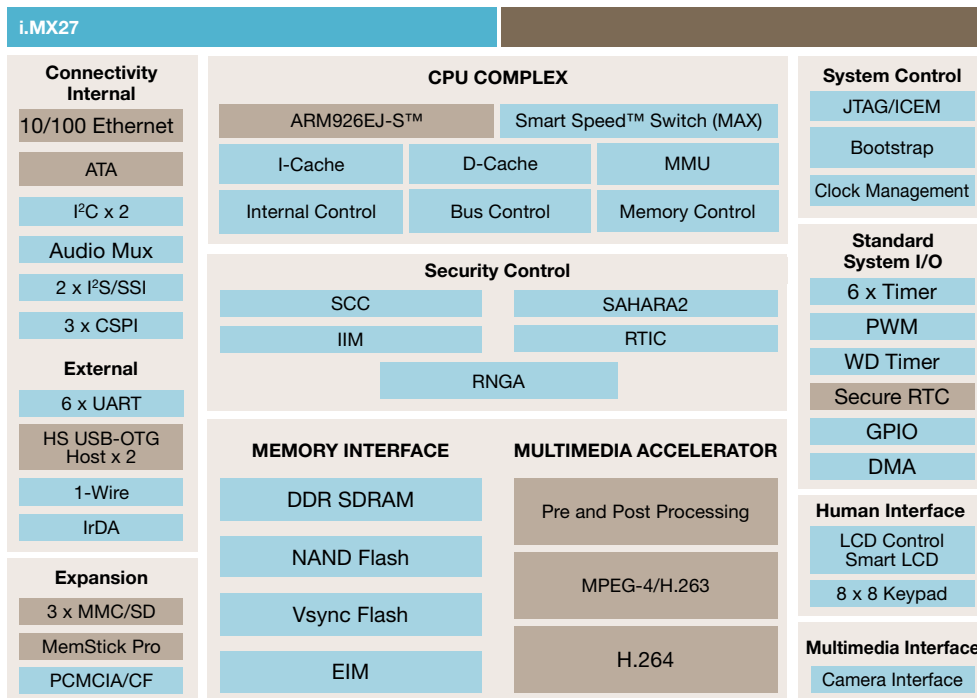 i.MX27
Connectivity
Internal
10/100 Ethernet
ATA
I²C x 2
Audio Mux
2 x I²S/SSI
3 x CSPI
External
6 x UART
HS USB-OTG
Host x 2
1-Wire
IrDA
Expansion
3 x MMC/SD
MemStick Pro
PCMCIA/CF
CPU COMPLEX
ARM926EJ-S™
Smart Speed™ Switch (MAX)
I-Cache
D-Cache
MMU
Internal Control
Bus Control
Memory Control
Security Control
SCC
SAHARA2
IIM
RTIC
RNGA
MEMORY INTERFACE
DDR SDRAM
NAND Flash
Vsync Flash
EIM
MULTIMEDIA ACCELERATOR
Pre and Post Processing
MPEG-4/H.263
H.264
System Control
JTAG/ICEM
Bootstrap
Clock Management
Standard
System I/O
6 x Timer
PWM
WD Timer
Secure RTC
GPIO
DMA
Human Interface
LCD Control
Smart LCD
8 x 8 Keypad
Multimedia Interface
Camera Interface